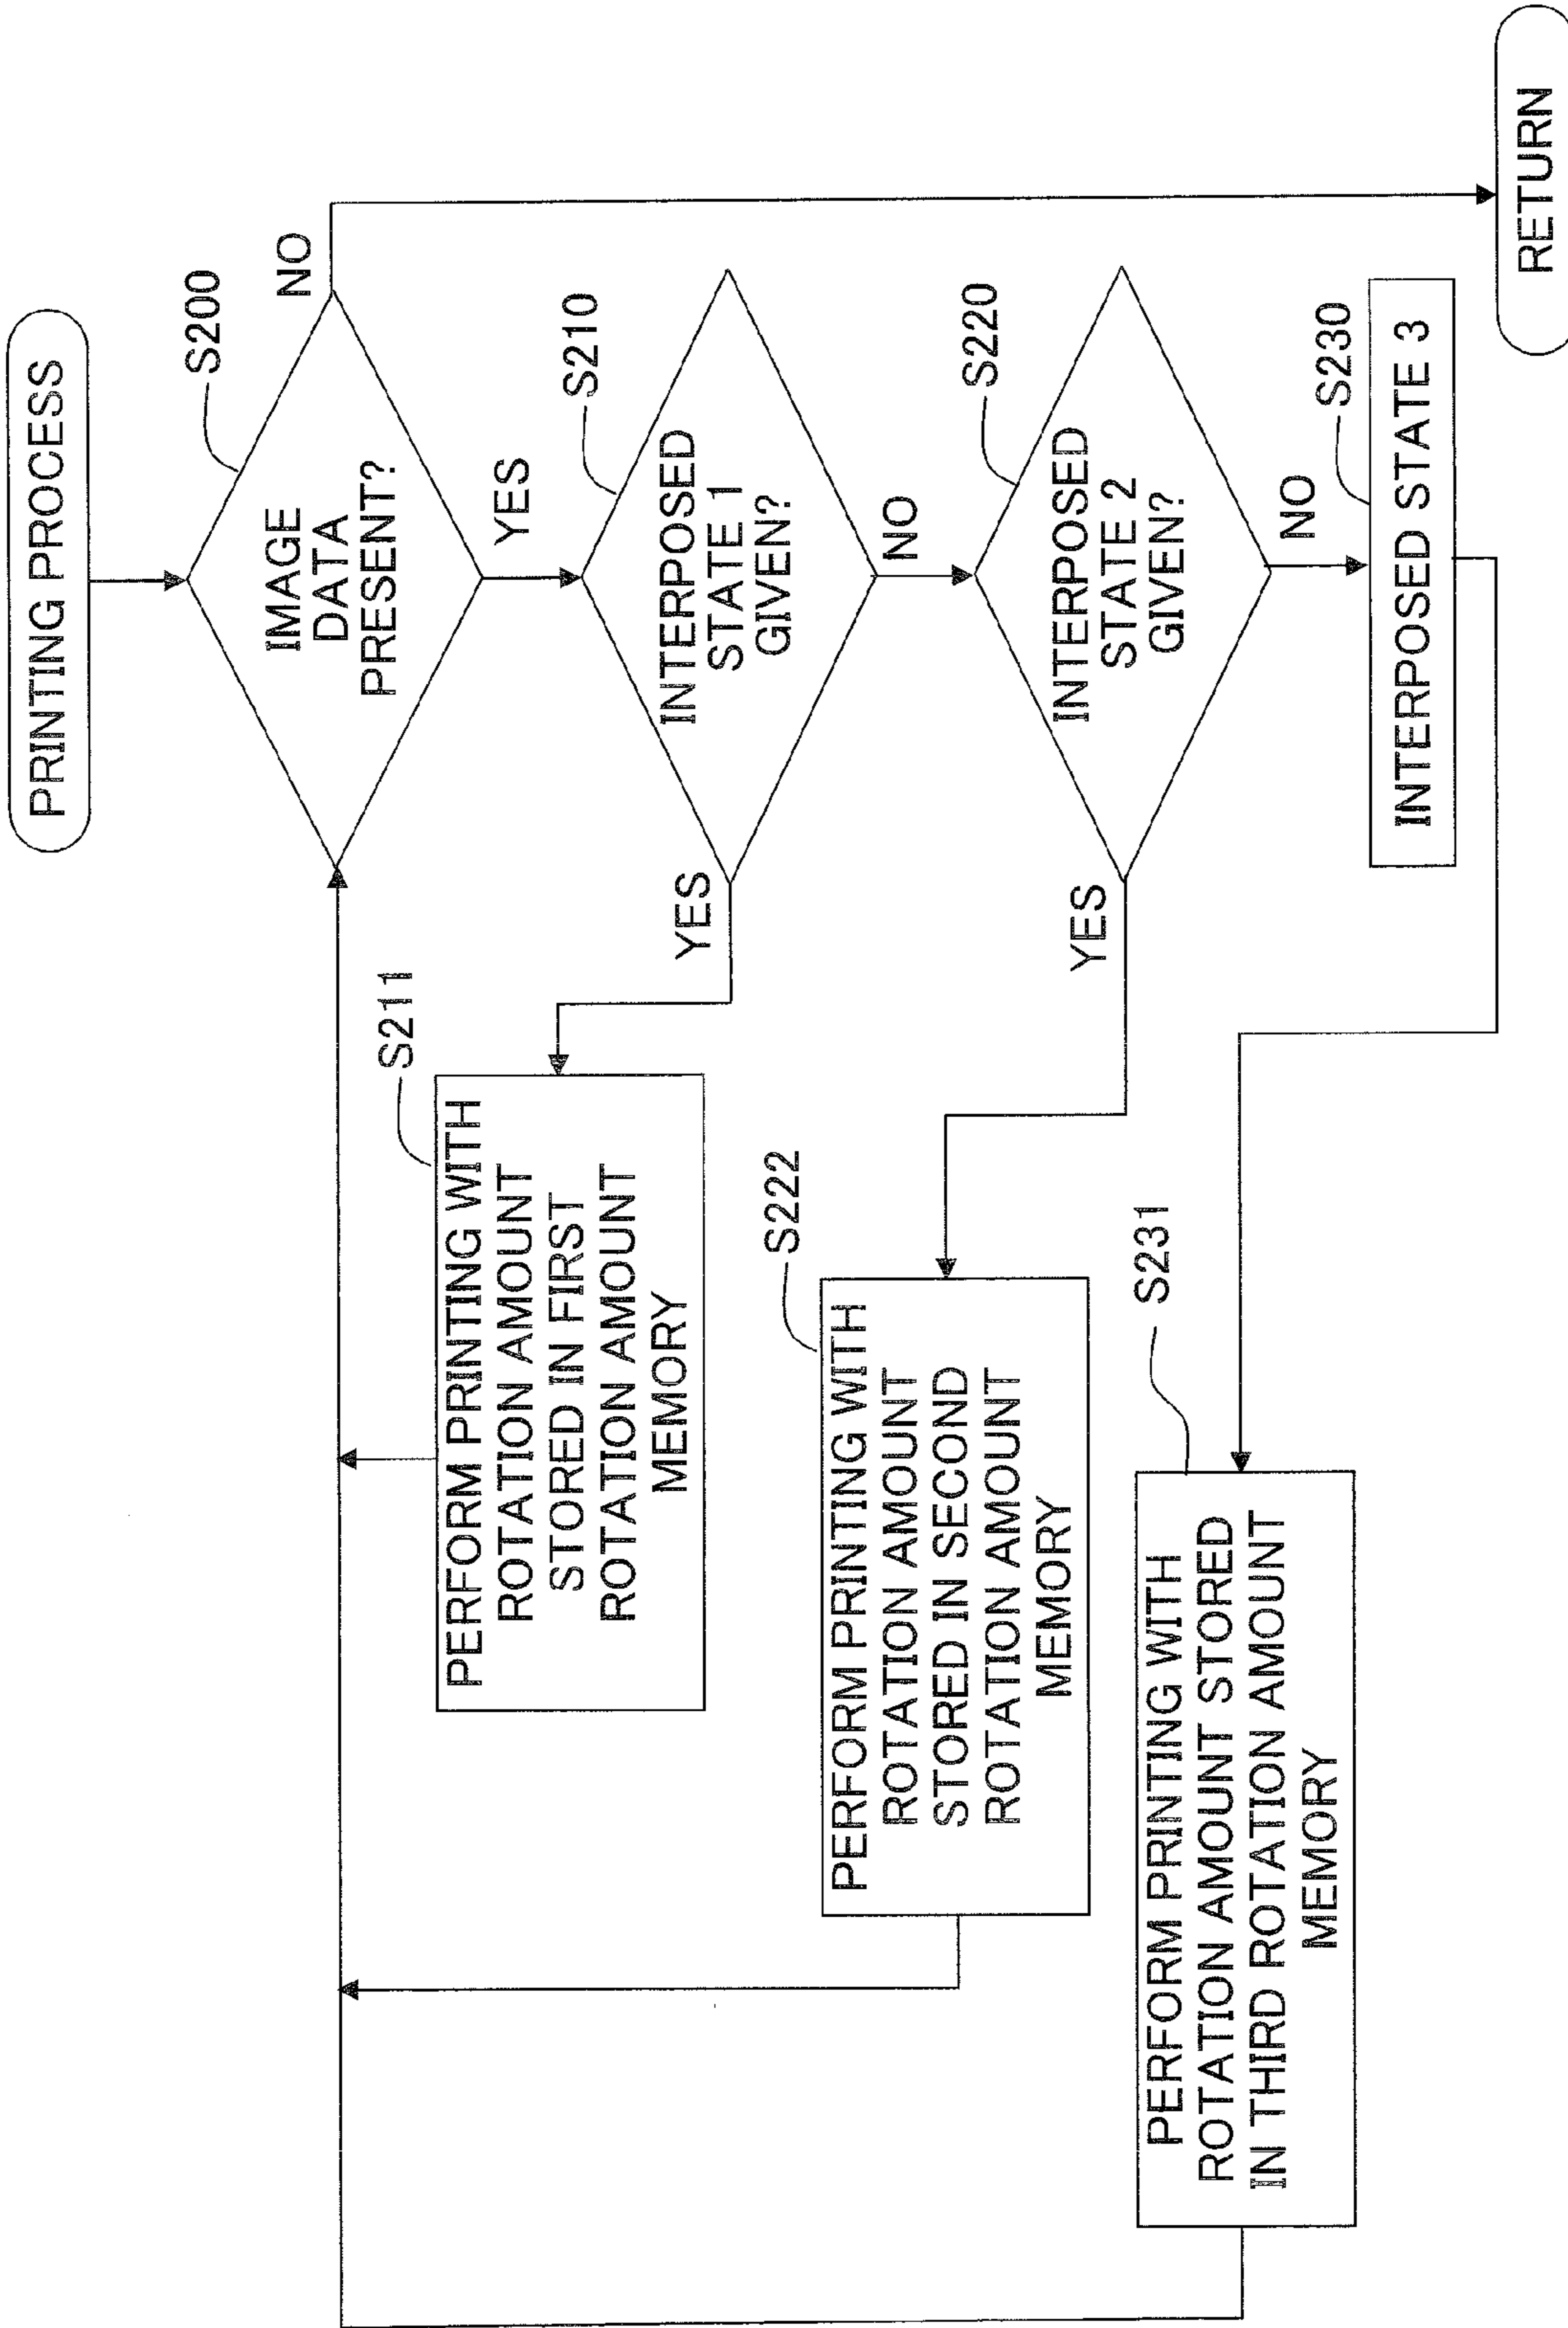 PRINTING PROCESS
S200
IMAGE
DATA
PRESENT?
NO
YES
S210
INTERPOSED
STATE 1
GIVEN?
YES
NO
S211
PERFORM PRINTING WITH
ROTATION AMOUNT
STORED IN FIRST
ROTATION AMOUNT
MEMORY
S220
INTERPOSED
STATE 2
GIVEN?
YES
NO
S222
PERFORM PRINTING WITH
ROTATION AMOUNT
STORED IN SECOND
ROTATION AMOUNT
MEMORY
S230
INTERPOSED STATE 3
S231
PERFORM PRINTING WITH
ROTATION AMOUNT STORED
IN THIRD ROTATION AMOUNT
MEMORY
RETURN